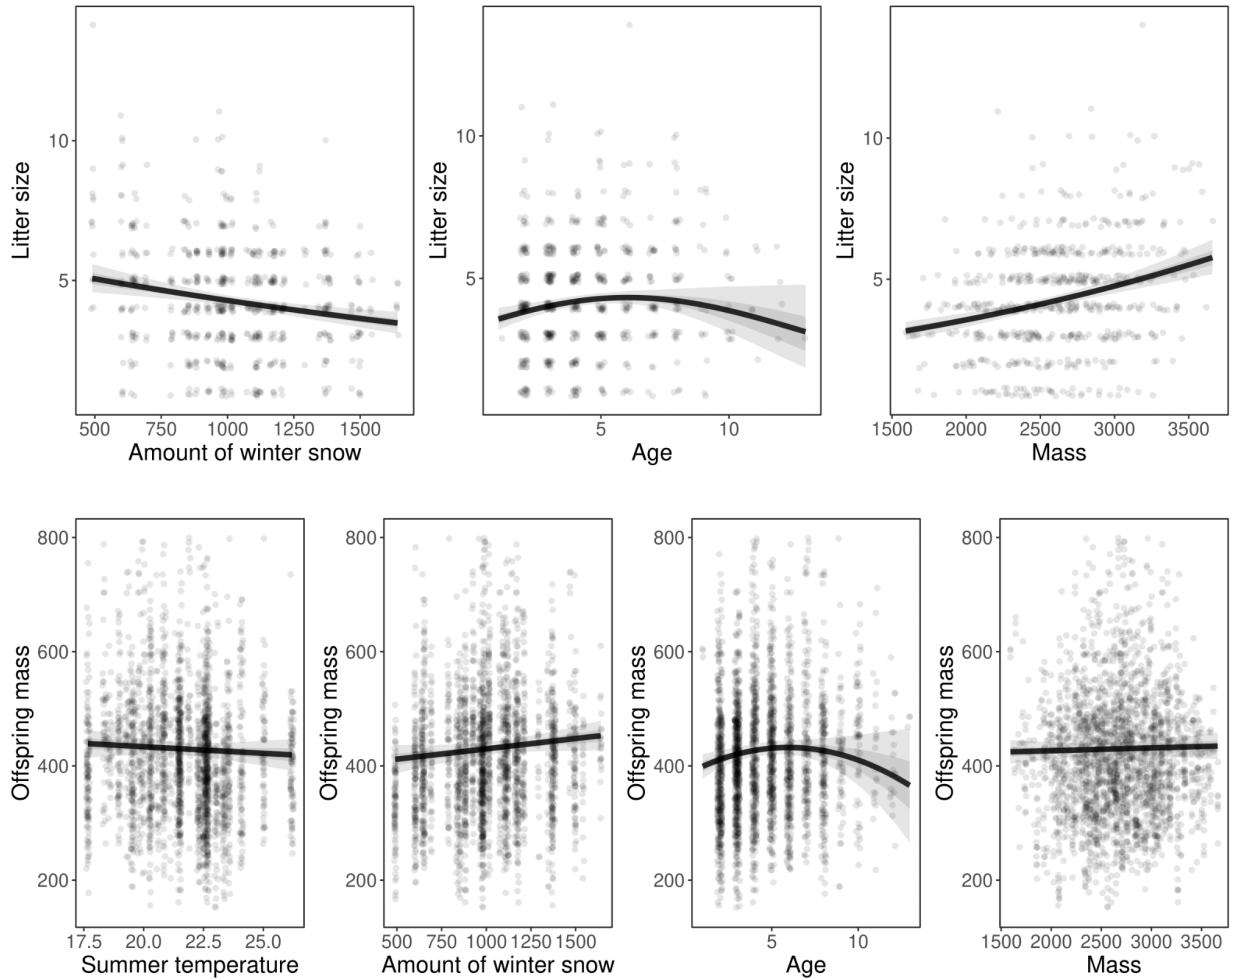 Litter size
10
5
500 750 1000 1250 1500
Amount of winter snow
Litter size
10
5
5 10
Age
Litter size
10
5
1500 2000 2500 3000 3500
Mass
Offspring mass
800
600
400
200
17.5 20.0 22.5 25.0
Summer temperature
Offspring mass
800
600
400
200
500 750 1000 1250 1500
Amount of winter snow
Offspring mass
800
600
400
200
5 10
Age
Offspring mass
800
600
400
200
1500 2000 2500 3000 3500
Mass